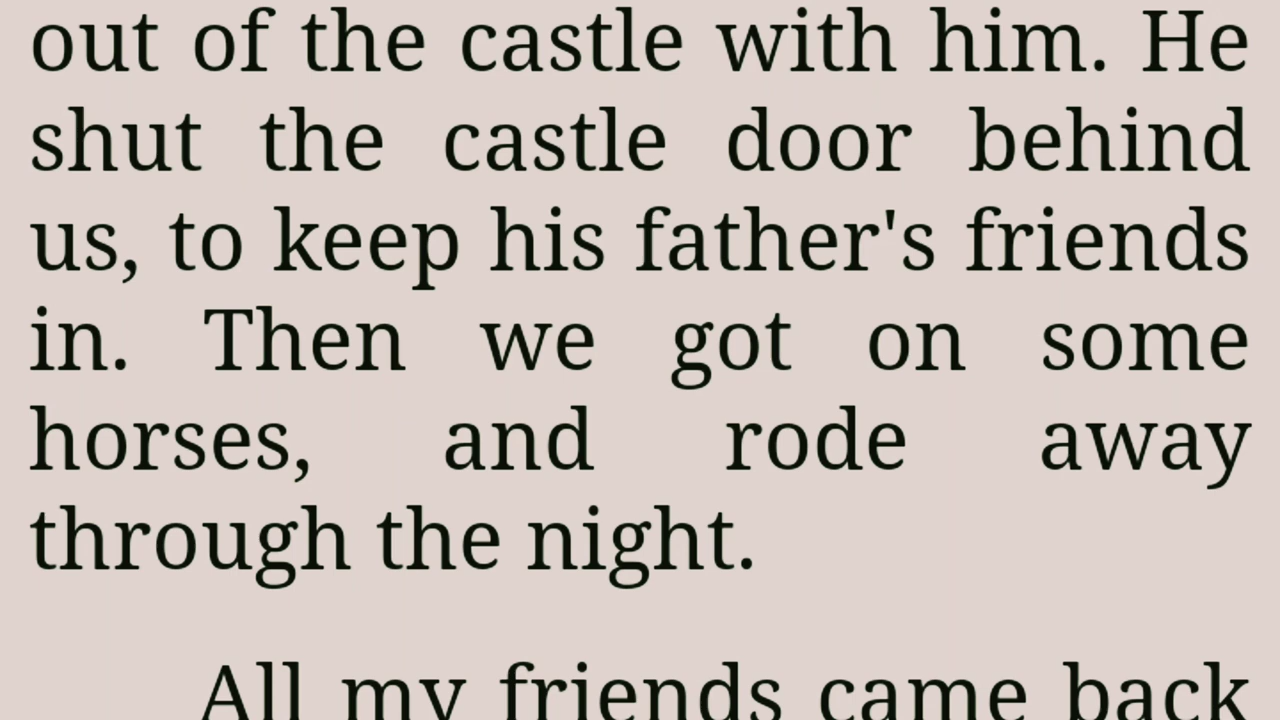 out of the castle with him. He
shut the castle door behind
us, to keep his father's friends
in. Then we got on some
horses, and rode away
through the night.
All my friends came back